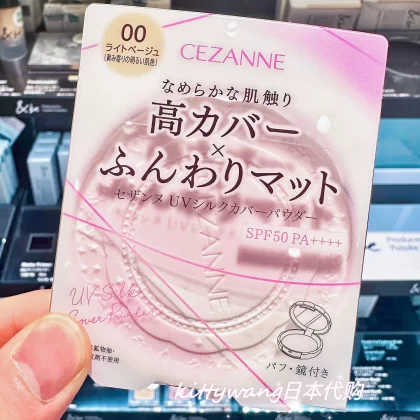 00
ライトベージュ
CEZANNE
なめらかな肌触り
高カバー
×
ふんわりマット
セザンヌ UVシルクカバーパウダー
SPF50 PA++++
CEZANNE
UV Silk
Cover Powder
パフ・鏡付き
kittywang日本代购